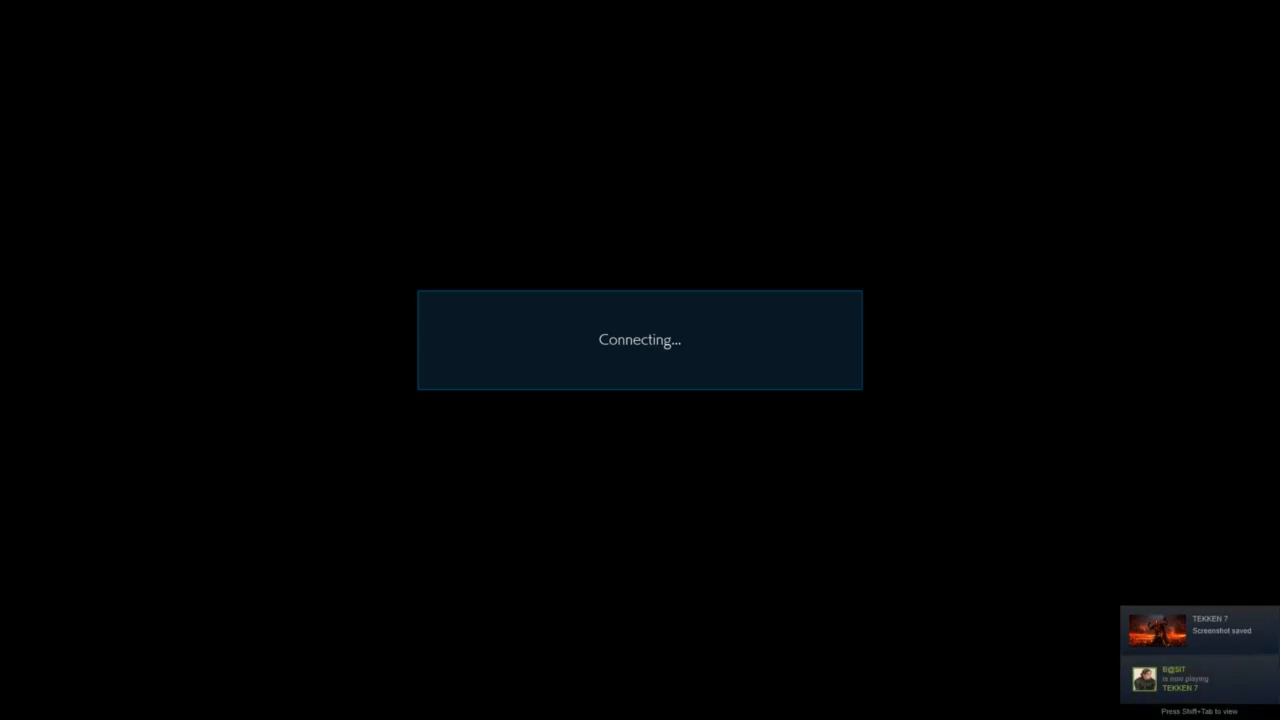 Connecting...
TEKKEN 7
Screenshot saved
B@SIT
is now playing
TEKKEN 7
Press Shift+Tab to view